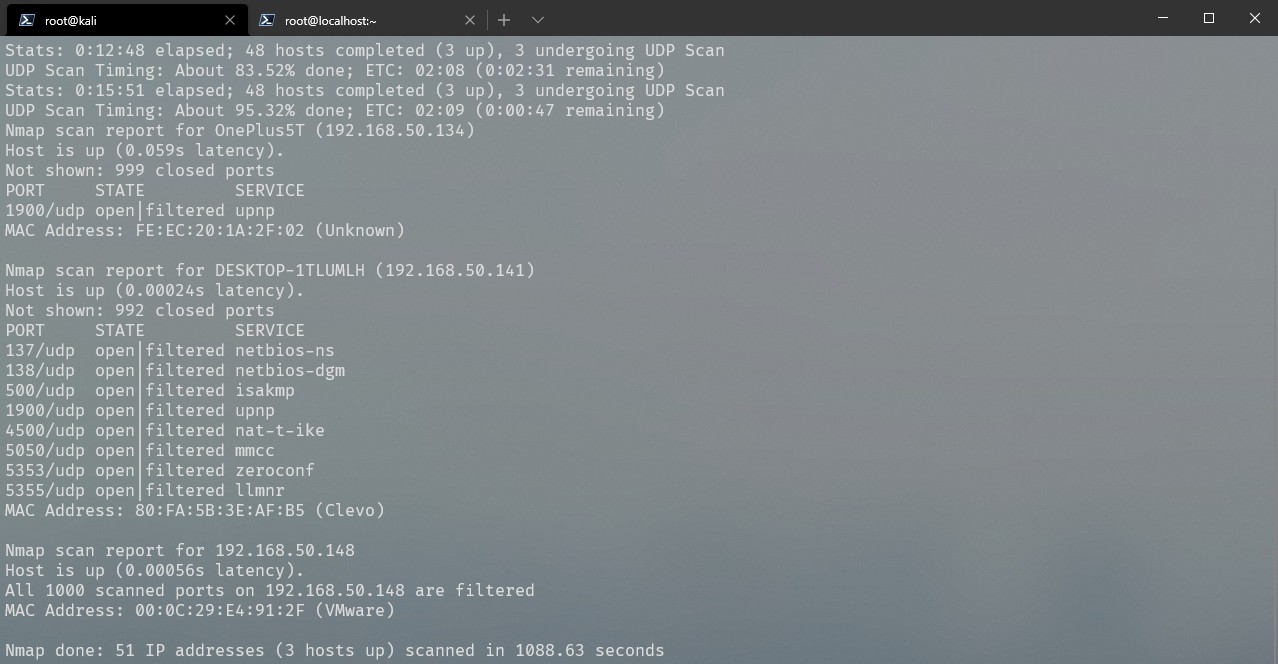 root@kali
root@localhost:~
Stats: 0:12:48 elapsed; 48 hosts completed (3 up), 3 undergoing UDP Scan
UDP Scan Timing: About 83.52% done; ETC: 02:08 (0:02:31 remaining)
Stats: 0:15:51 elapsed; 48 hosts completed (3 up), 3 undergoing UDP Scan
UDP Scan Timing: About 95.32% done; ETC: 02:09 (0:00:47 remaining)
Nmap scan report for OnePlus5T (192.168.50.134)
Host is up (0.059s latency).
Not shown: 999 closed ports
PORT     STATE         SERVICE
1900/udp open|filtered upnp
MAC Address: FE:EC:20:1A:2F:02 (Unknown)

Nmap scan report for DESKTOP-1TLUMLH (192.168.50.141)
Host is up (0.00024s latency).
Not shown: 992 closed ports
PORT     STATE         SERVICE
137/udp  open|filtered netbios-ns
138/udp  open|filtered netbios-dgm
500/udp  open|filtered isakmp
1900/udp open|filtered upnp
4500/udp open|filtered nat-t-ike
5050/udp open|filtered mmcc
5353/udp open|filtered zeroconf
5355/udp open|filtered llmnr
MAC Address: 80:FA:5B:3E:AF:B5 (Clevo)

Nmap scan report for 192.168.50.148
Host is up (0.00056s latency).
All 1000 scanned ports on 192.168.50.148 are filtered
MAC Address: 00:0C:29:E4:91:2F (VMware)

Nmap done: 51 IP addresses (3 hosts up) scanned in 1088.63 seconds